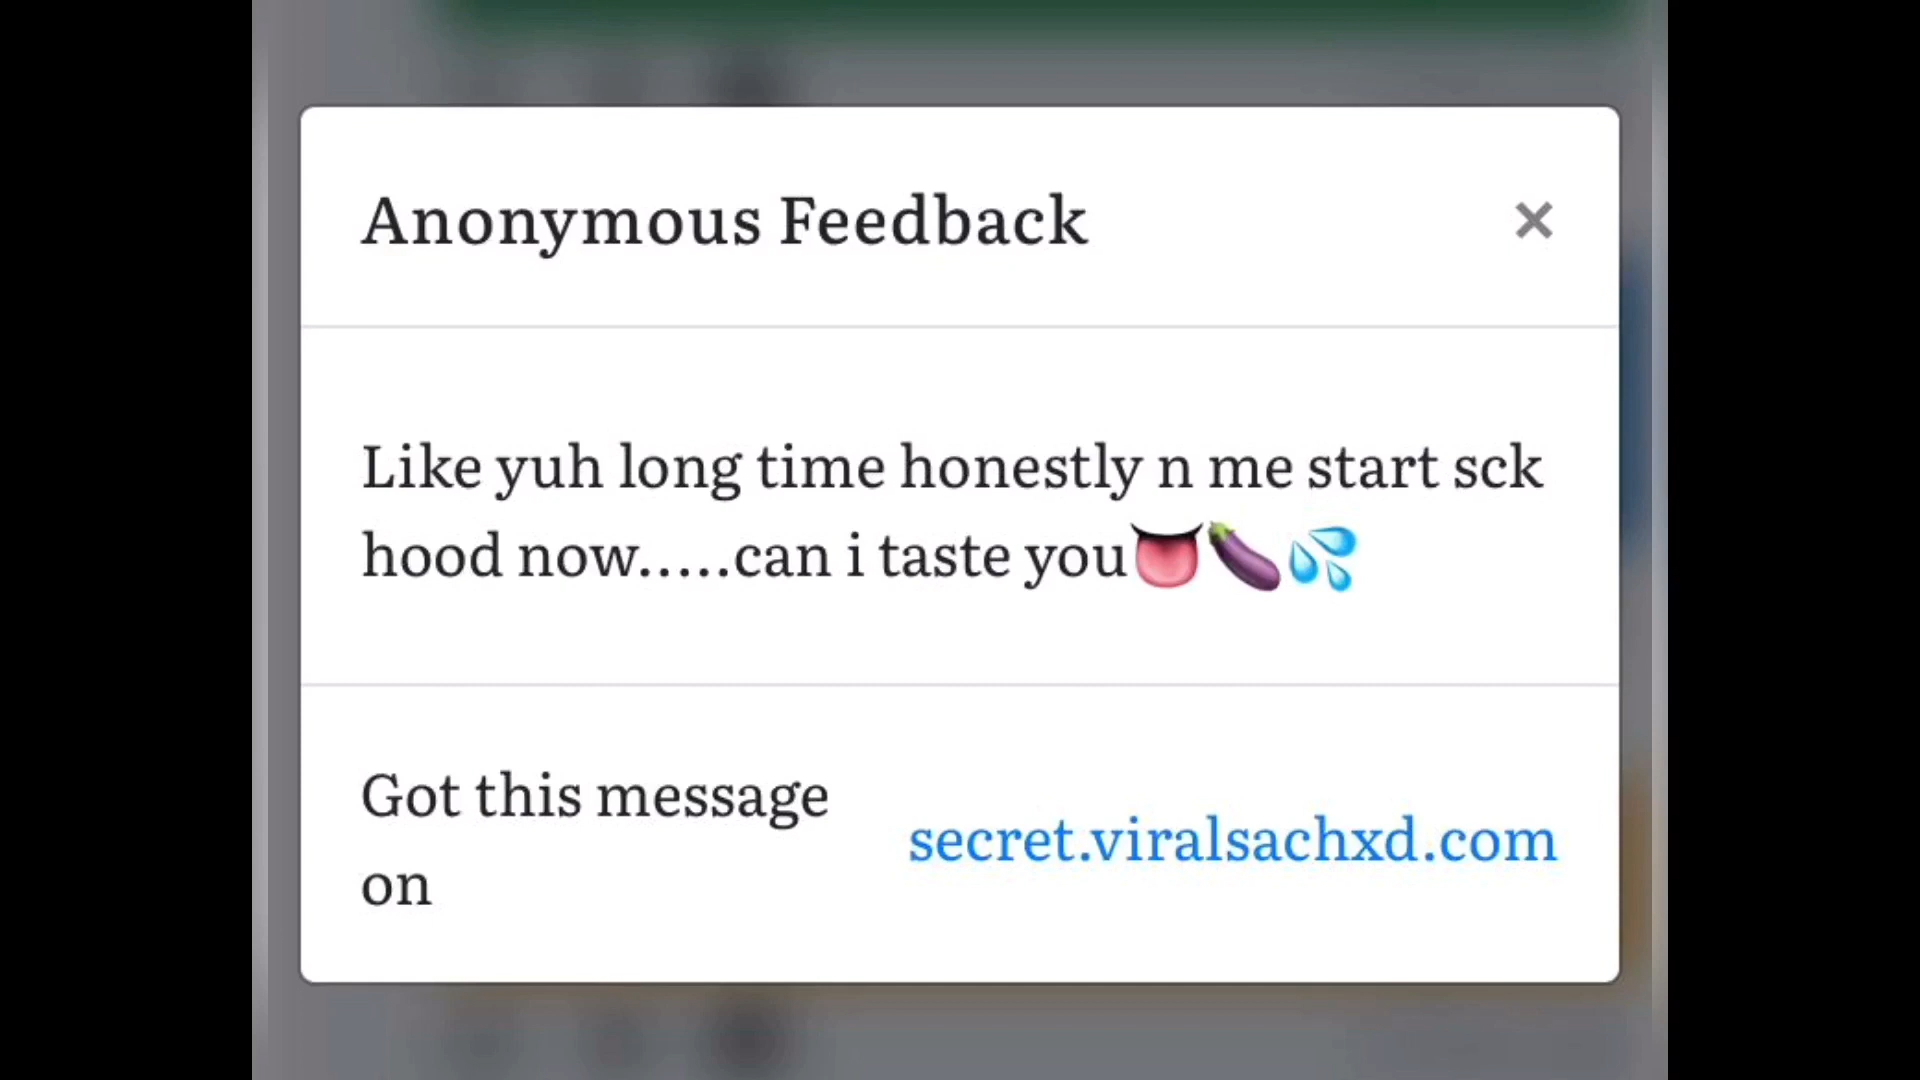 Anonymous Feedback
×
Like yuh long time honestly n me start sck
hood now.....can i taste you👅🍆💦
Got this message
on
secret.viralsachxd.com